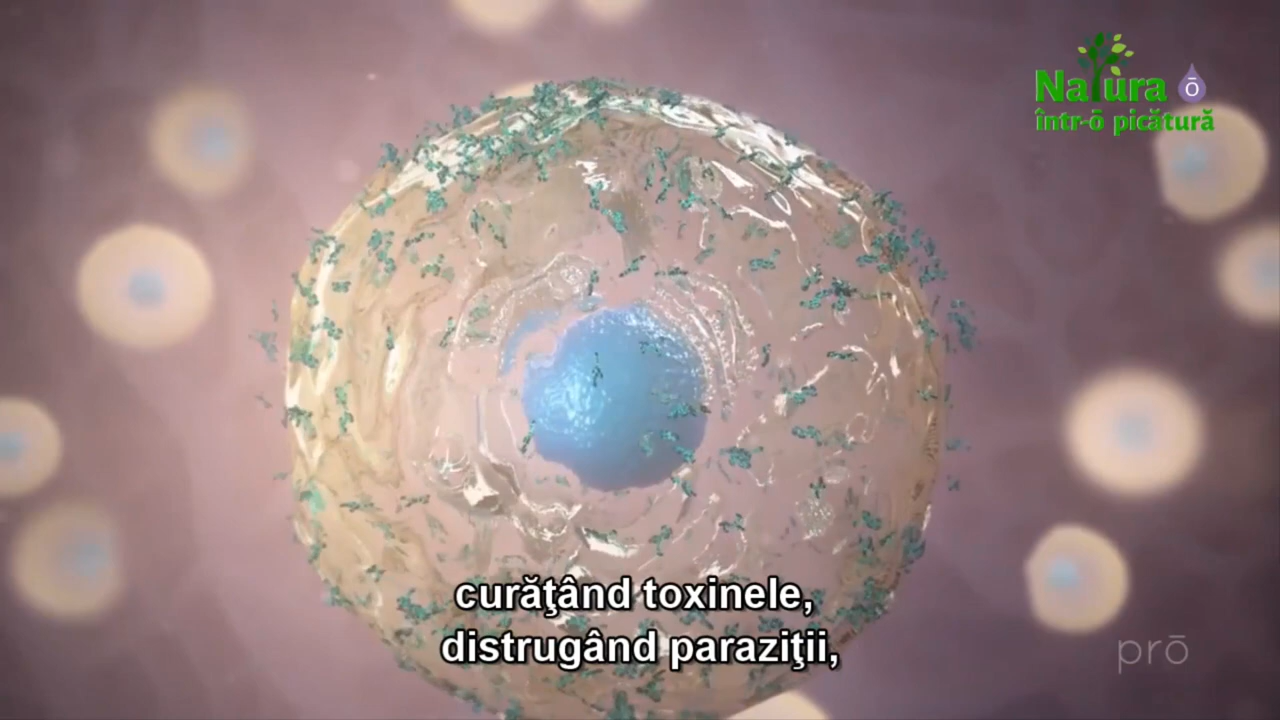 Natura ō
într-ō picătură
curăţând toxinele,
distrugând paraziţii,
prō